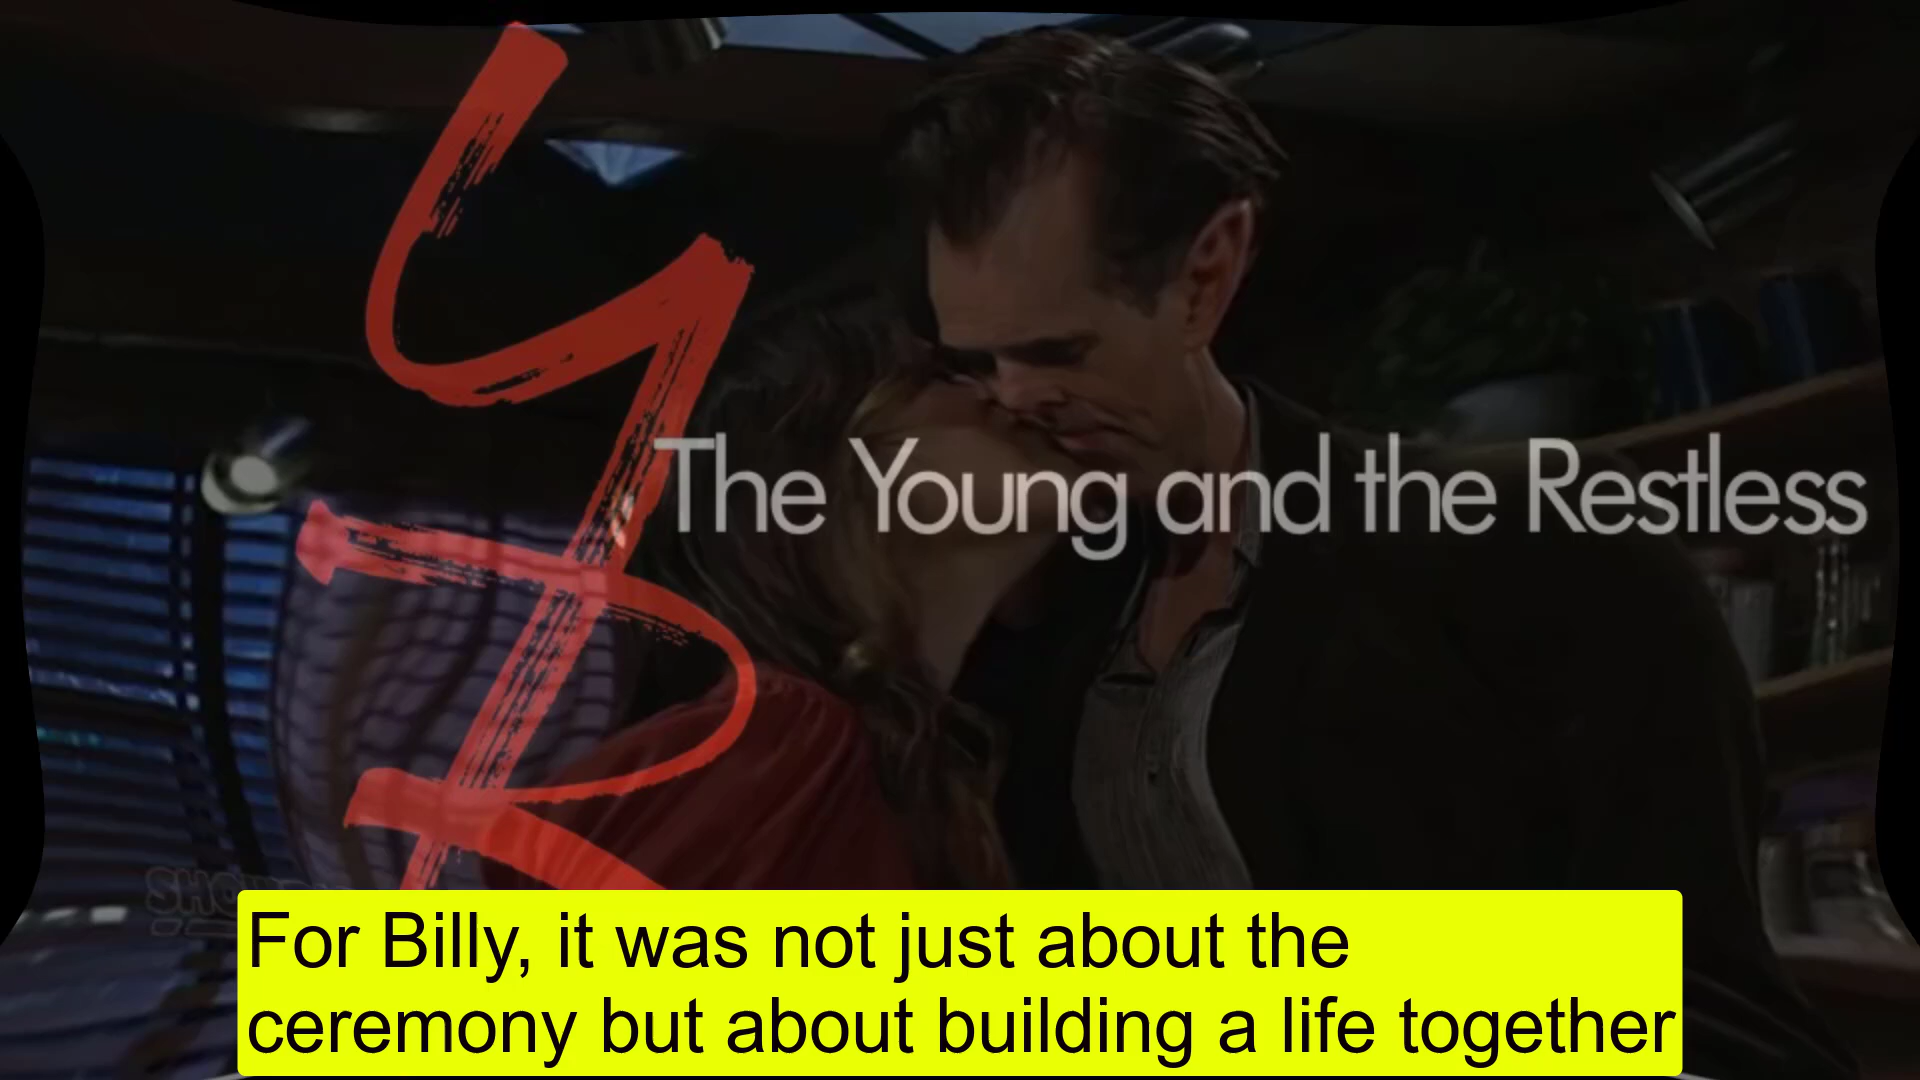 The Young and the Restless
For Billy, it was not just about the
ceremony but about building a life together